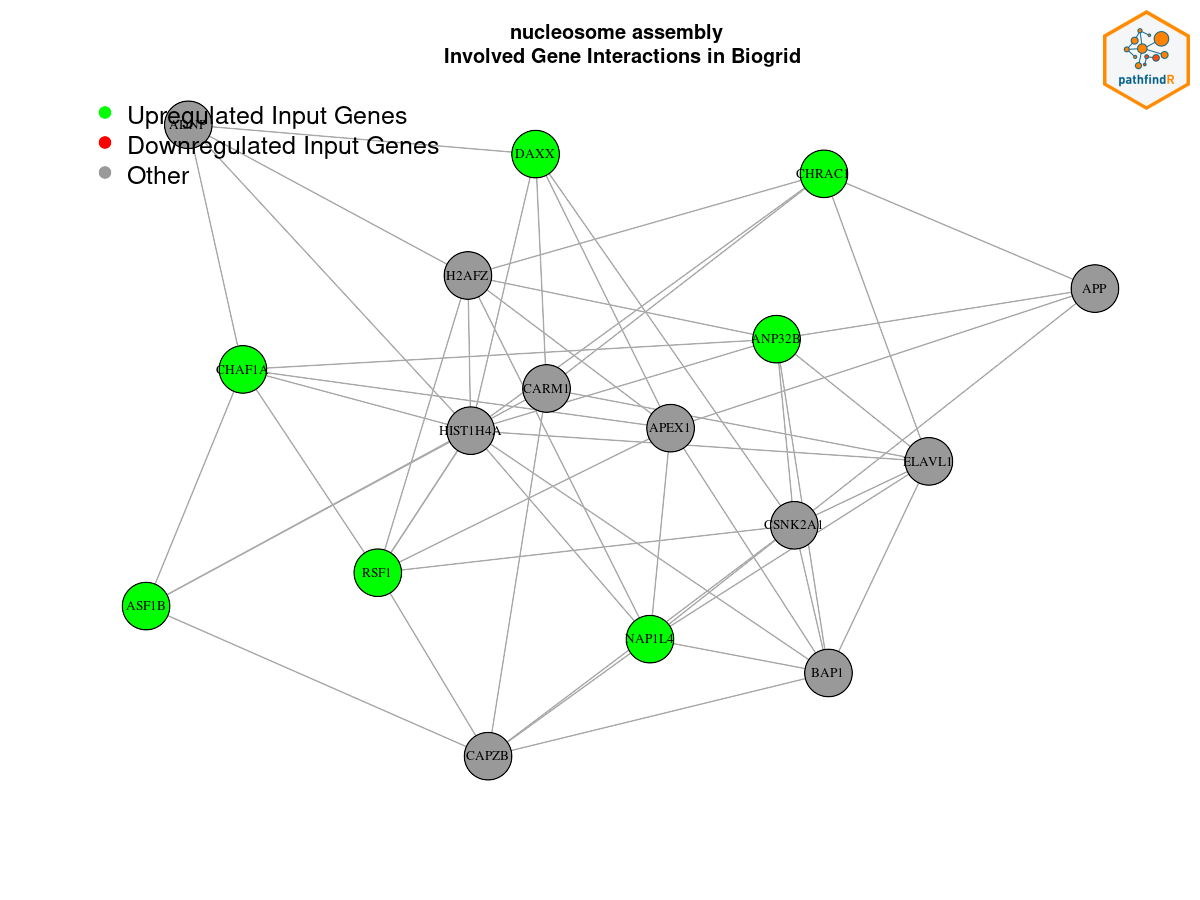 nucleosome assembly
Involved Gene Interactions in Biogrid
pathfindR
Upregulated Input Genes
Downregulated Input Genes
Other
ADNP
DAXX
CHRAC1
H2AFZ
APP
ANP32B
CHAF1A
CARM1
HIST1H4A
APEX1
ELAVL1
CSNK2A1
RSF1
ASF1B
NAP1L4
BAP1
CAPZB